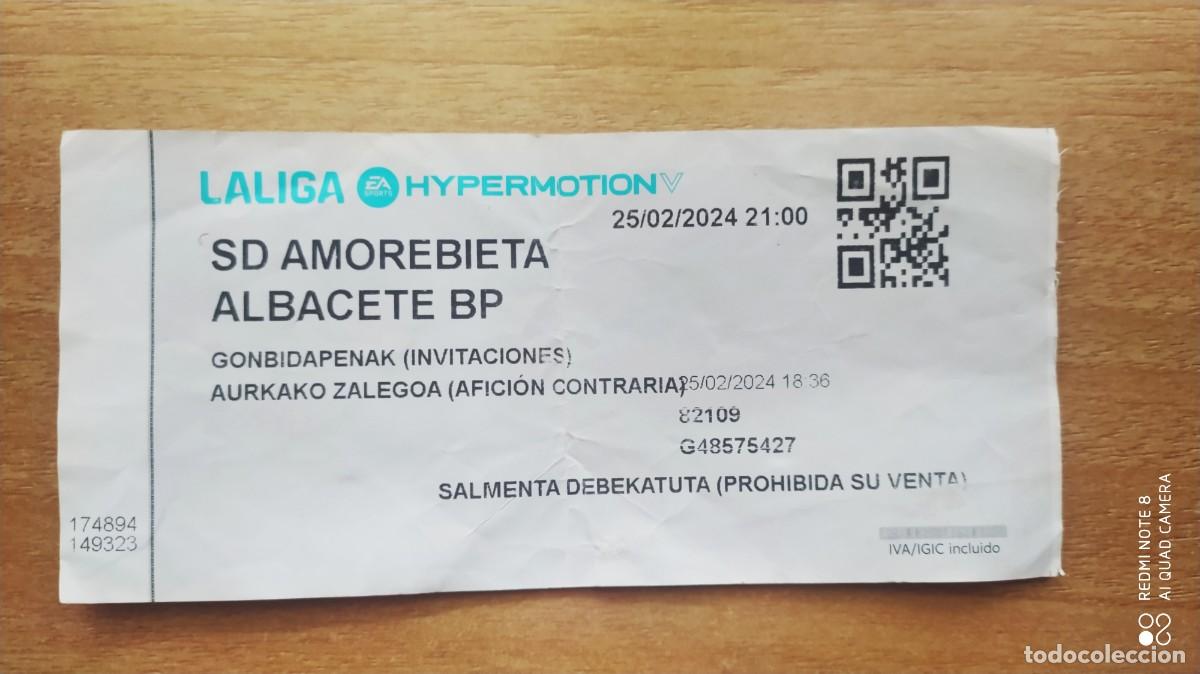 LALIGA EA SPORTS HYPERMOTION
25/02/2024 21:00
SD AMOREBIETA
ALBACETE BP
GONBIDAPENAK (INVITACIONES)
AURKAKO ZALEGOA (AFICIÓN CONTRARIA) 25/02/2024 18:36
82109
G48575427
SALMENTA DEBEKATUTA (PROHIBIDA SU VENTA)
174894
149323
IVA/IGIC incluido
REDMI NOTE 8
AI QUAD CAMERA
todocoleccion